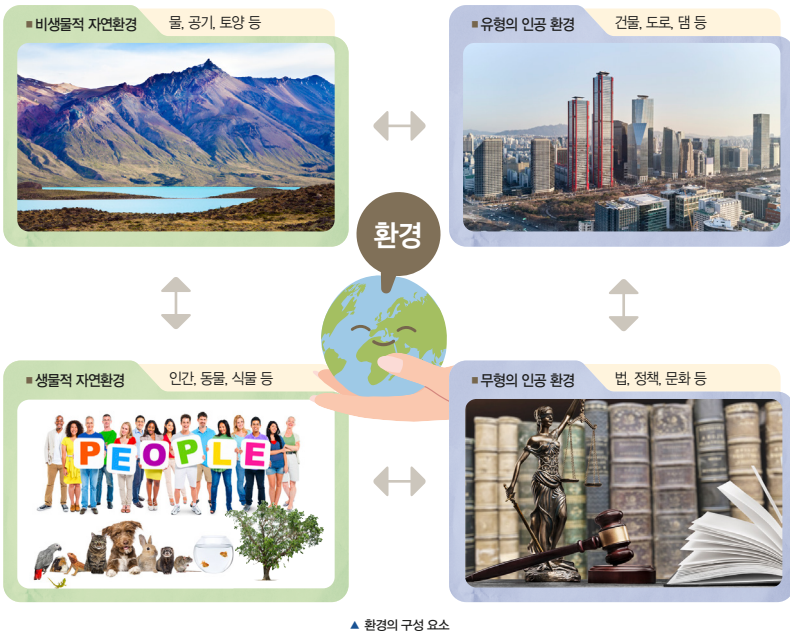 ■ 비생물적 자연환경 물, 공기, 토양 등
■ 유형의 인공 환경 건물, 도로, 댐 등
환경
■ 생물적 자연환경 인간, 동물, 식물 등
■ 무형의 인공 환경 법, 정책, 문화 등
PEOPLE
▲ 환경의 구성 요소